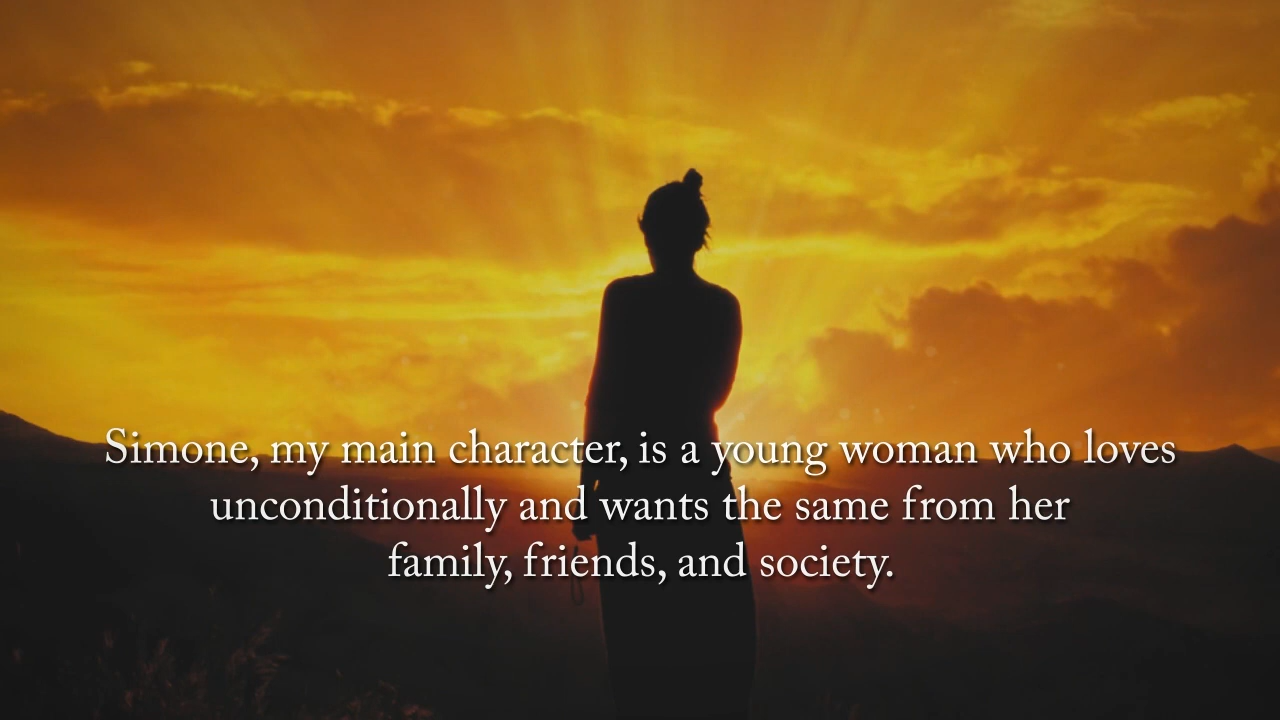 Simone, my main character, is a young woman who loves
unconditionally and wants the same from her
family, friends, and society.